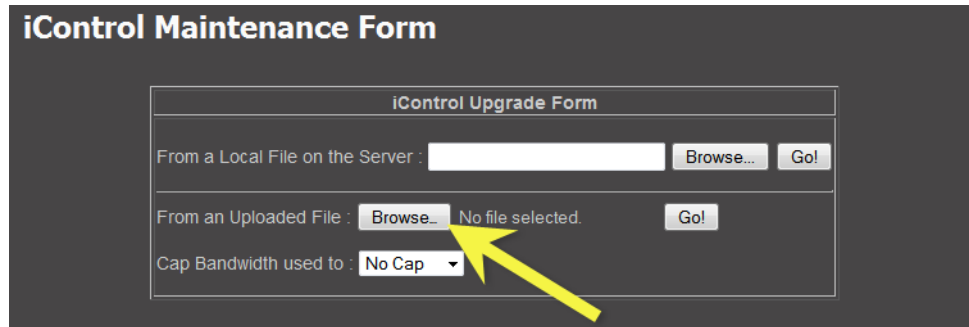 iControl Maintenance Form
iControl Upgrade Form
From a Local File on the Server : Browse... Go!
From an Uploaded File : Browse... No file selected. Go!
Cap Bandwidth used to : No Cap